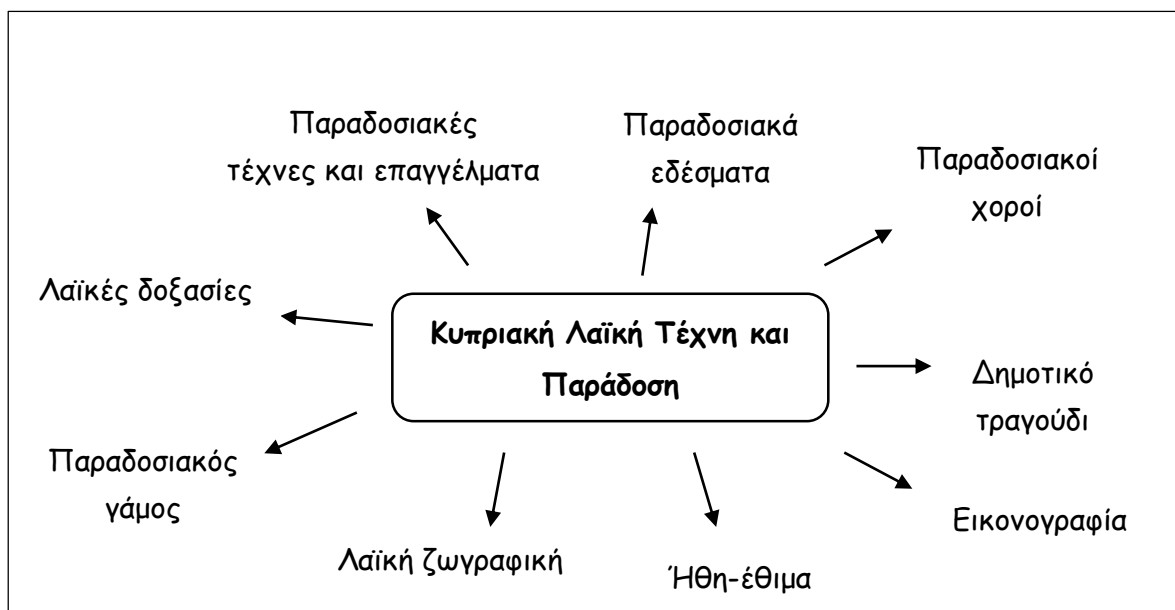 Παραδοσιακές
τέχνες και επαγγέλματα
Παραδοσιακά
εδέσματα
Παραδοσιακοί
χοροί
Λαϊκές δοξασίες
Κυπριακή Λαϊκή Τέχνη και
Παράδοση
Δημοτικό
τραγούδι
Παραδοσιακός
γάμος
Εικονογραφία
Λαϊκή ζωγραφική
Ήθη-έθιμα